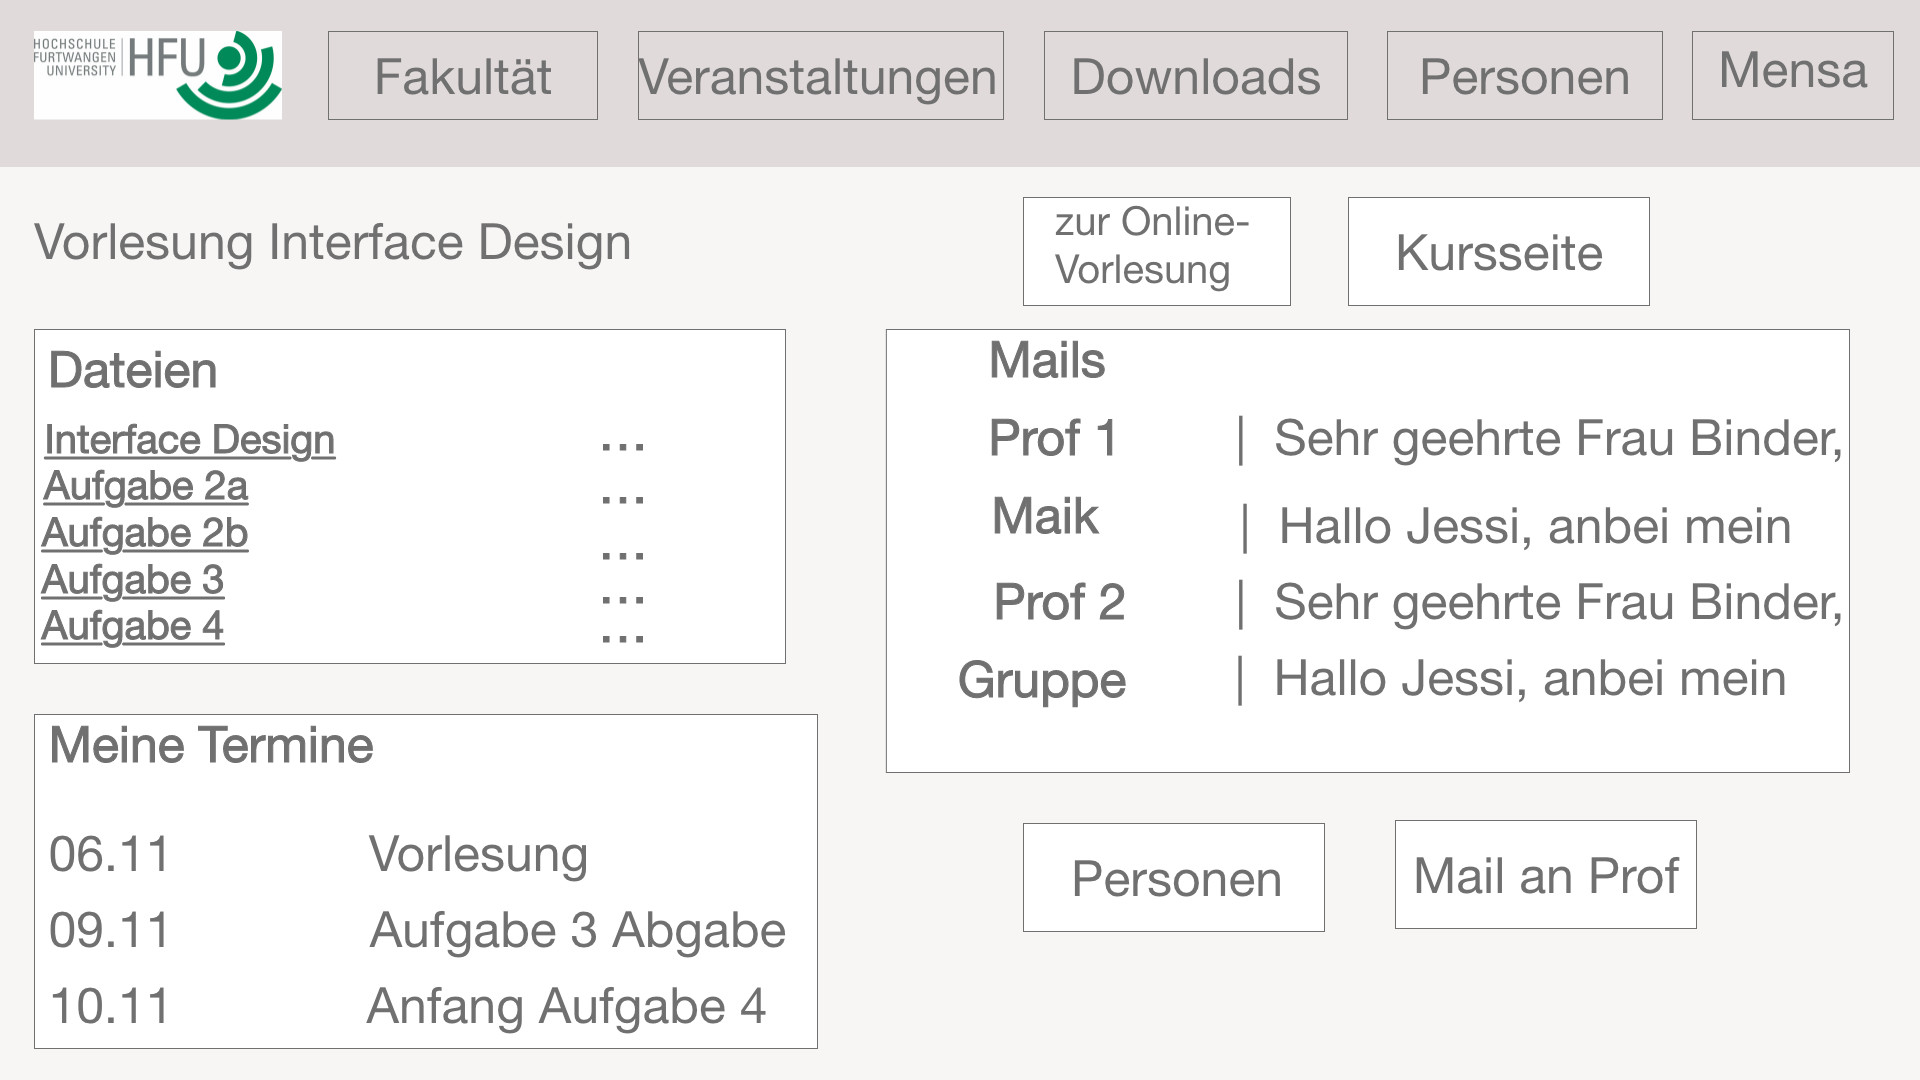 HOCHSCHULE
FURTWANGEN
UNIVERSITY
HFU
Fakultät
Veranstaltungen
Downloads
Personen
Mensa
Vorlesung Interface Design
zur Online-
Vorlesung
Kursseite
Dateien
Interface Design ...
Aufgabe 2a ...
Aufgabe 2b ...
Aufgabe 3 ...
Aufgabe 4 ...
Mails
Prof 1 | Sehr geehrte Frau Binder,
Maik | Hallo Jessi, anbei mein
Prof 2 | Sehr geehrte Frau Binder,
Gruppe | Hallo Jessi, anbei mein
Meine Termine
06.11 Vorlesung
09.11 Aufgabe 3 Abgabe
10.11 Anfang Aufgabe 4
Personen
Mail an Prof